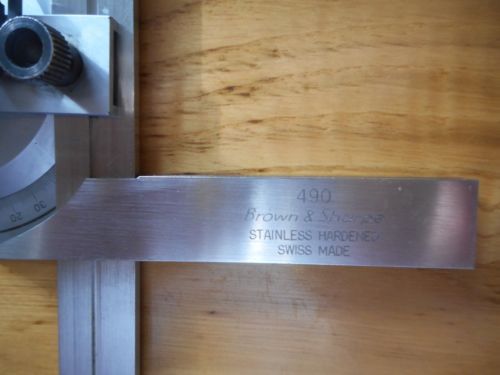 490
Brown & Sharpe
STAINLESS HARDENED
SWISS MADE
30
20